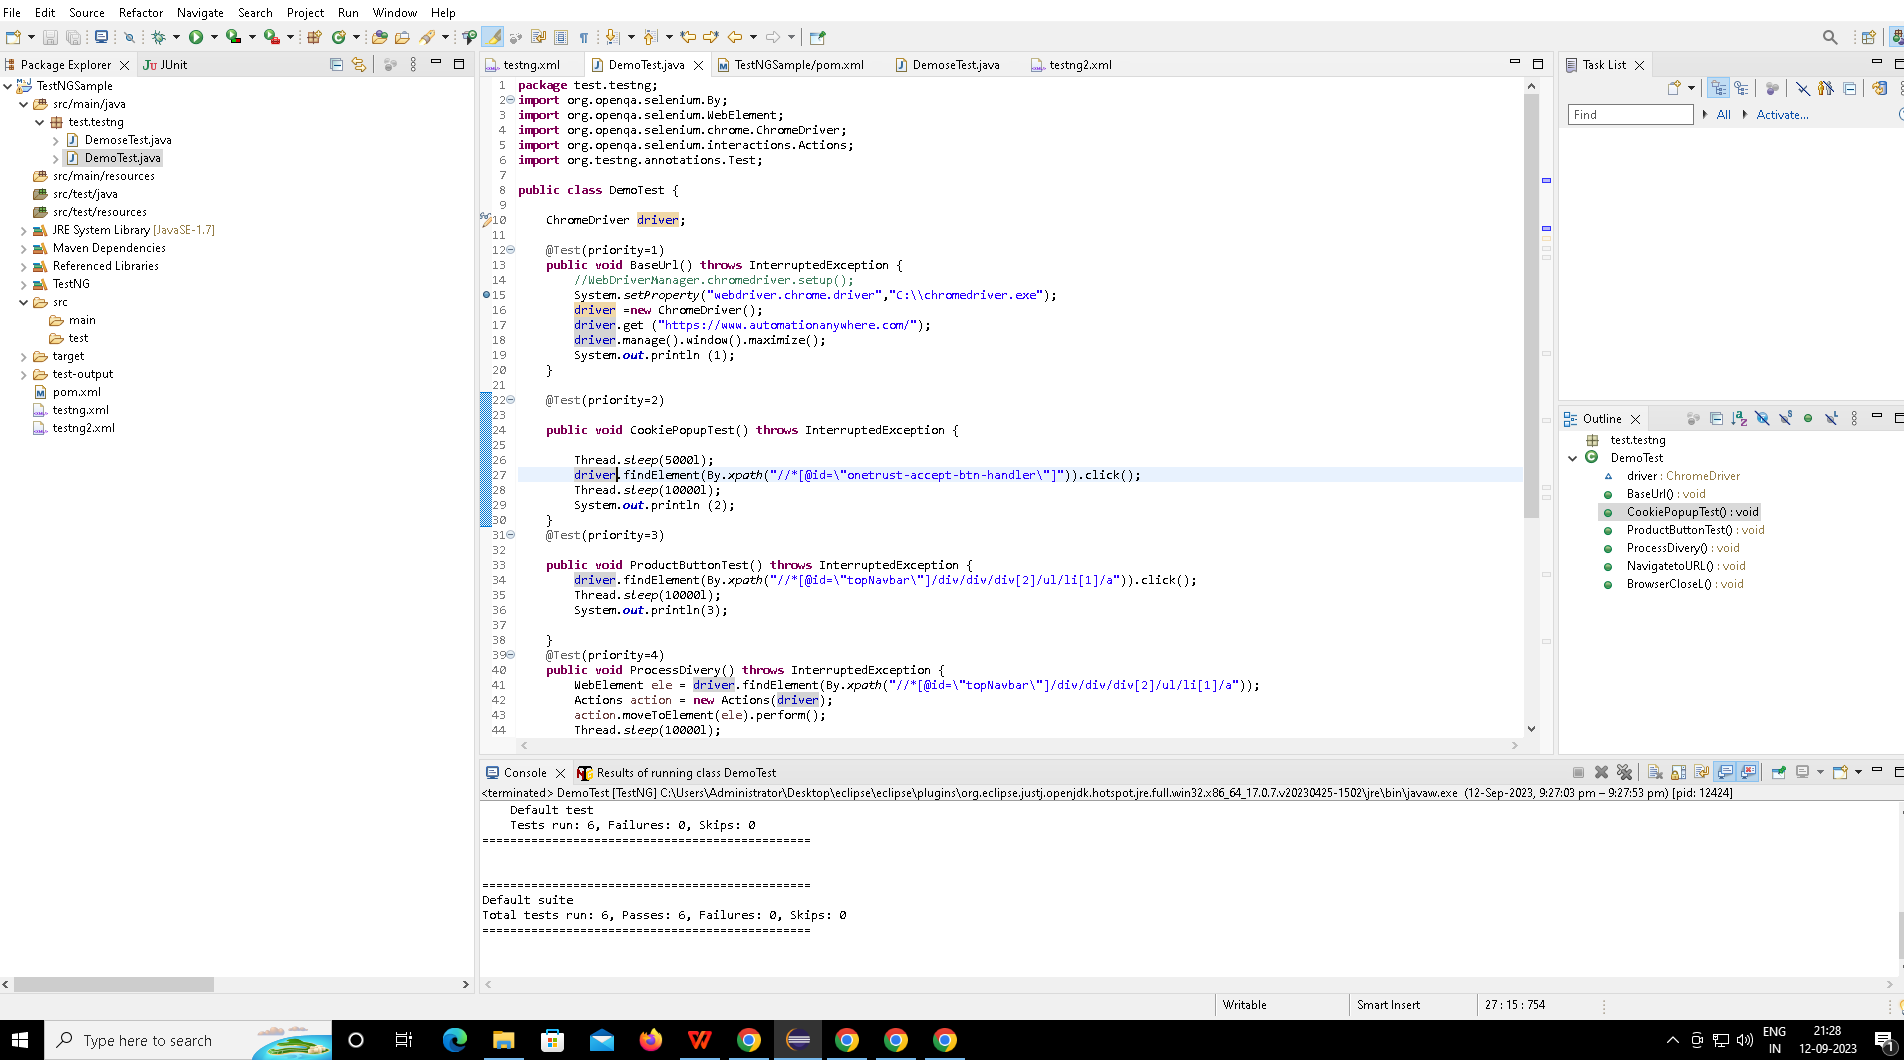 File Edit Source Refactor Navigate Search Project Run Window Help
Package Explorer
JUnit
TestNGSample
src/main/java
test.testng
DemoseTest.java
DemoTest.java
src/main/resources
src/test/java
src/test/resources
JRE System Library [JavaSE-1.7]
Maven Dependencies
Referenced Libraries
TestNG
src
main
test
target
test-output
pom.xml
testng.xml
testng2.xml
testng.xml DemoTest.java TestNGSample/pom.xml DemoseTest.java testng2.xml
1 package test.testng;
2 import org.openqa.selenium.By;
3 import org.openqa.selenium.WebElement;
4 import org.openqa.selenium.chrome.ChromeDriver;
5 import org.openqa.selenium.interactions.Actions;
6 import org.testng.annotations.Test;
7
8 public class DemoTest {
9
10 ChromeDriver driver;
11
12 @Test(priority=1)
13 public void BaseUrl() throws InterruptedException {
14 //WebDriverManager.chromedriver.setup();
15 System.setProperty("webdriver.chrome.driver","C:\\chromedriver.exe");
16 driver =new ChromeDriver();
17 driver.get ("https://www.automationanywhere.com/");
18 driver.manage().window().maximize();
19 System.out.println (1);
20 }
21
22 @Test(priority=2)
23
24 public void CookiePopupTest() throws InterruptedException {
25
26 Thread.sleep(5000l);
27 driver.findElement(By.xpath("//*[@id=\"onetrust-accept-btn-handler\"]")).click();
28 Thread.sleep(10000l);
29 System.out.println (2);
30 }
31 @Test(priority=3)
32
33 public void ProductButtonTest() throws InterruptedException {
34 driver.findElement(By.xpath("//*[@id=\"topNavbar\"]/div/div/div[2]/ul/li[1]/a")).click();
35 Thread.sleep(10000l);
36 System.out.println(3);
37
38 }
39 @Test(priority=4)
40 public void ProcessDivery() throws InterruptedException {
41 WebElement ele = driver.findElement(By.xpath("//*[@id=\"topNavbar\"]/div/div/div[2]/ul/li[1]/a"));
42 Actions action = new Actions(driver);
43 action.moveToElement(ele).perform();
44 Thread.sleep(10000l);
Task List
Find All Activate...
Outline
test.testng
DemoTest
driver : ChromeDriver
BaseUrl() : void
CookiePopupTest() : void
ProductButtonTest() : void
ProcessDivery() : void
NavigatetoURL() : void
BrowserCloseL() : void
Console Results of running class DemoTest
<terminated> DemoTest [TestNG] C:\Users\Administrator\Desktop\eclipse\eclipse\plugins\org.eclipse.justj.openjdk.hotspot.jre.full.win32.x86_64_17.0.7.v20230425-1502\jre\bin\javaw.exe (12-Sep-2023, 9:27:03 pm – 9:27:53 pm) [pid: 12424]
Default test
Tests run: 6, Failures: 0, Skips: 0
===============================================
===============================================
Default suite
Total tests run: 6, Passes: 6, Failures: 0, Skips: 0
===============================================
Writable Smart Insert 27 : 15 : 754
Type here to search
ENG
IN
21:28
12-09-2023
1